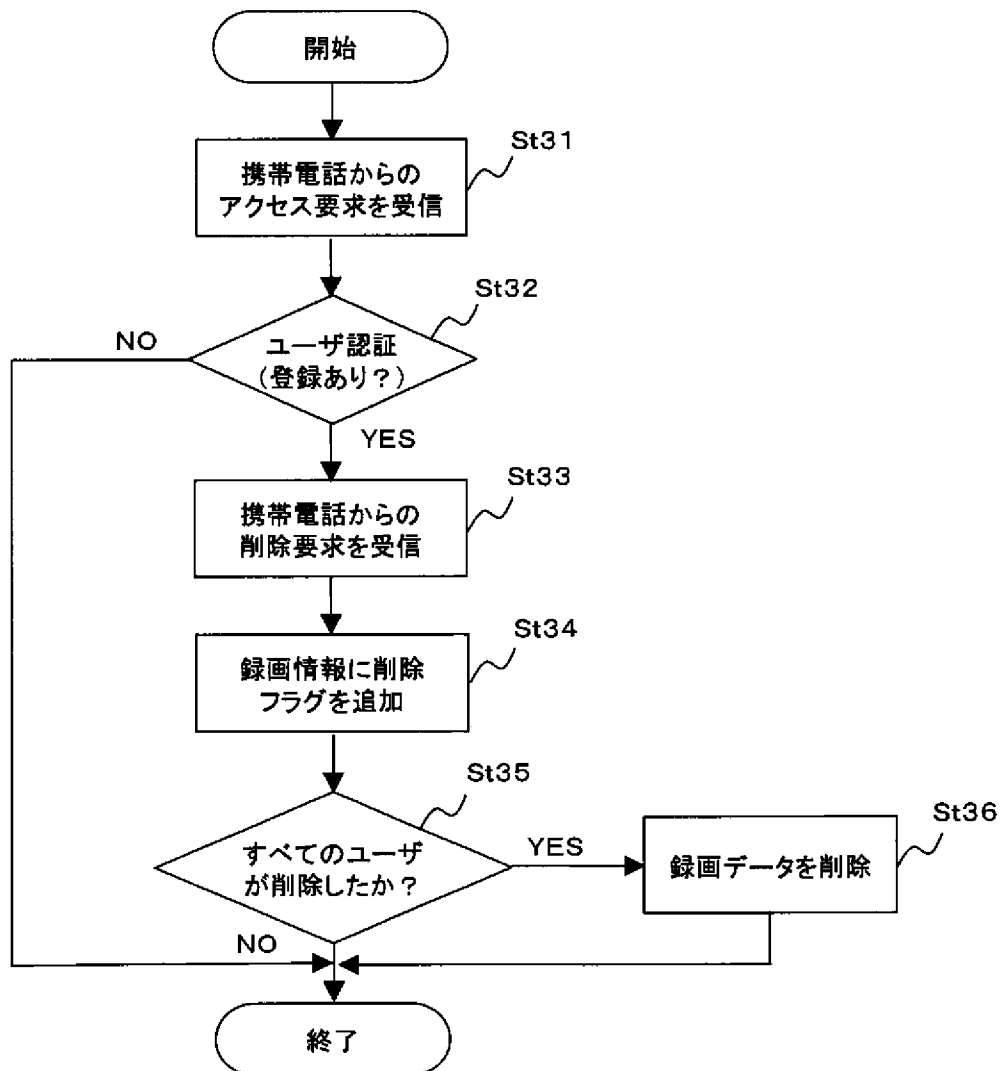 開始
St31
携帯電話からの
アクセス要求を受信
St32
NO
ユーザ認証
(登録あり?)
YES
St33
携帯電話からの
削除要求を受信
St34
録画情報に削除
フラグを追加
St35
すべてのユーザ
が削除したか?
YES
St36
録画データを削除
NO
終了